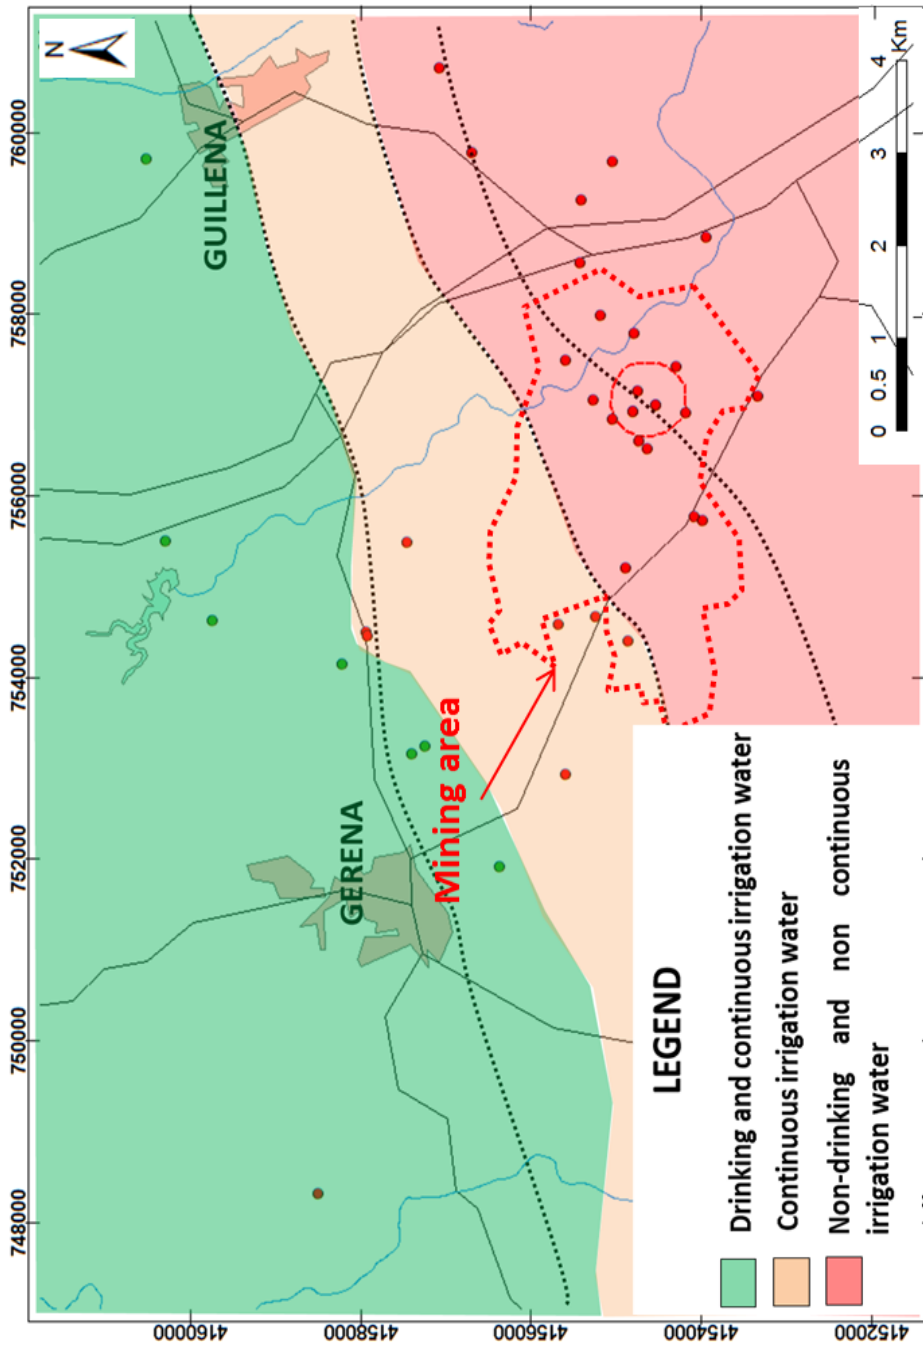 N
760000
758000
756000
754000
752000
750000
748000
4160000
4158000
4156000
4154000
4152000
GUILLENA
GERENA
Mining area
0 0.5 1 2 3 4
Km
LEGEND
Drinking and continuous irrigation water
Continuous irrigation water
Non-drinking and non continuous
irrigation water